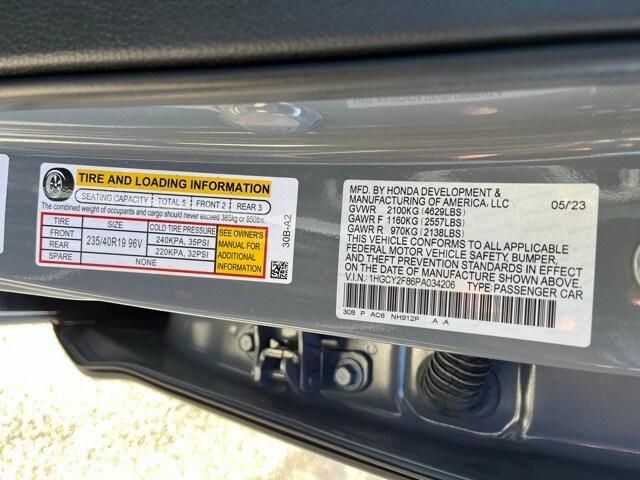 TIRE AND LOADING INFORMATION
SEATING CAPACITY TOTAL 5 FRONT 2 REAR 3
The combined weight of occupants and cargo should never exceed 385kg or 850lbs.
TIRE SIZE COLD TIRE PRESSURE
FRONT 235/40R19 96V 240KPA, 35PSI
REAR 220KPA, 32PSI
SPARE NONE
SEE OWNER'S
MANUAL FOR
ADDITIONAL
INFORMATION
30B-A2
MFD. BY HONDA DEVELOPMENT & 05/23
MANUFACTURING OF AMERICA, LLC
GVWR 2100KG (4629LBS)
GAWR F 1160KG (2557LBS)
GAWR R 970KG (2138LBS)
THIS VEHICLE CONFORMS TO ALL APPLICABLE
FEDERAL MOTOR VEHICLE SAFETY, BUMPER,
AND THEFT PREVENTION STANDARDS IN EFFECT
ON THE DATE OF MANUFACTURE SHOWN ABOVE.
V.I.N.: 1HGCY2F86PA034206 TYPE: PASSENGER CAR
30B P AC6 NH912P .A .A